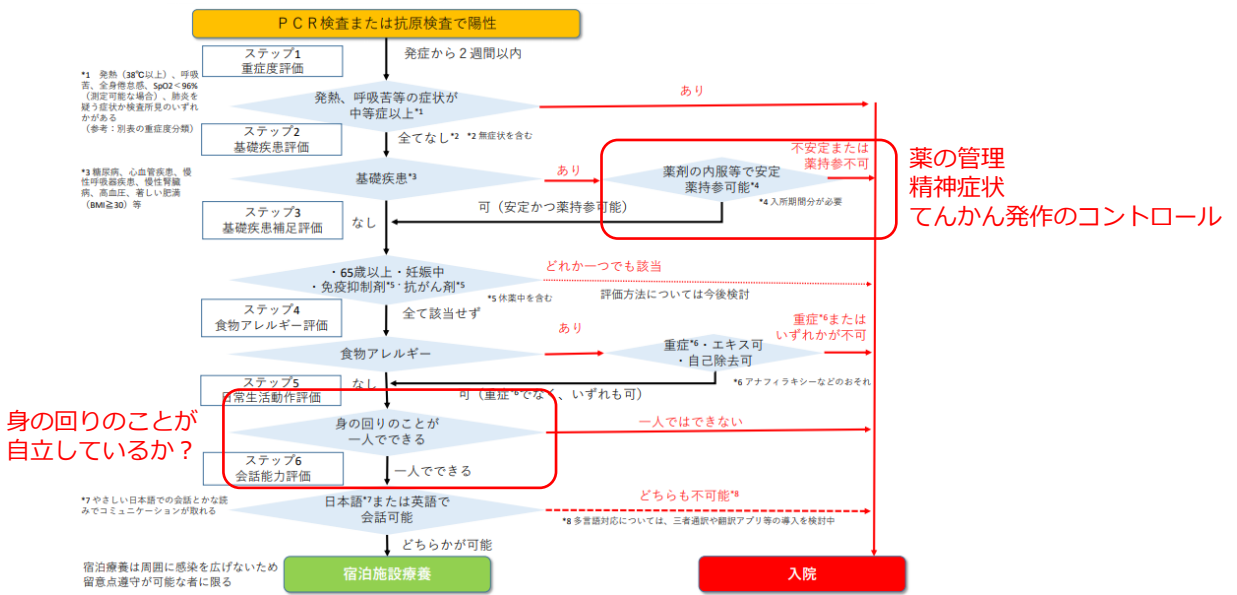 ＰＣＲ検査または抗原検査で陽性
ステップ1
重症度評価
発症から２週間以内
*1　発熱（38℃以上）、呼吸
苦、全身倦怠感、SpO2＜96%
（測定可能な場合）、肺炎を
疑う症状か検査所見のいずれ
かがある
（参考：別表の重症度分類）
発熱、呼吸苦等の症状が
中等症以上*1
あり
ステップ2
基礎疾患評価
全てなし*2　*2 無症状を含む
*3 糖尿病、心血管疾患、慢
性呼吸器疾患、慢性腎臓
病、高血圧、著しい肥満
（BMI≧30）等
基礎疾患*3
あり
薬剤の内服等で安定
薬持参可能*4
不安定または
薬持参不可
*4 入所期間分が必要
薬の管理
精神症状
てんかん発作のコントロール
ステップ3
基礎疾患補足評価
なし
可（安定かつ薬持参可能）
・65歳以上・妊娠中
・免疫抑制剤*5・抗がん剤*5
*5 休薬中を含む
どれか一つでも該当
評価方法については今後検討
ステップ4
食物アレルギー評価
全て該当せず
食物アレルギー
あり
重症*6・エキス可
・自己除去可
重症*6または
いずれかが不可
*6 アナフィラキシーなどのおそれ
ステップ5
日常生活動作評価
なし
可（重症*6でなく、いずれも可）
身の回りのことが
自立しているか？
身の回りのことが
一人でできる
一人ではできない
ステップ6
会話能力評価
一人でできる
*7 やさしい日本語での会話とかな読
みでコミュニケーションが取れる
日本語*7または英語で
会話可能
どちらも不可能*8
*8 多言語対応については、三者通訳や翻訳アプリ等の導入を検討中
どちらかが可能
宿泊療養は周囲に感染を広げないため
留意点遵守が可能な者に限る
宿泊施設療養
入院